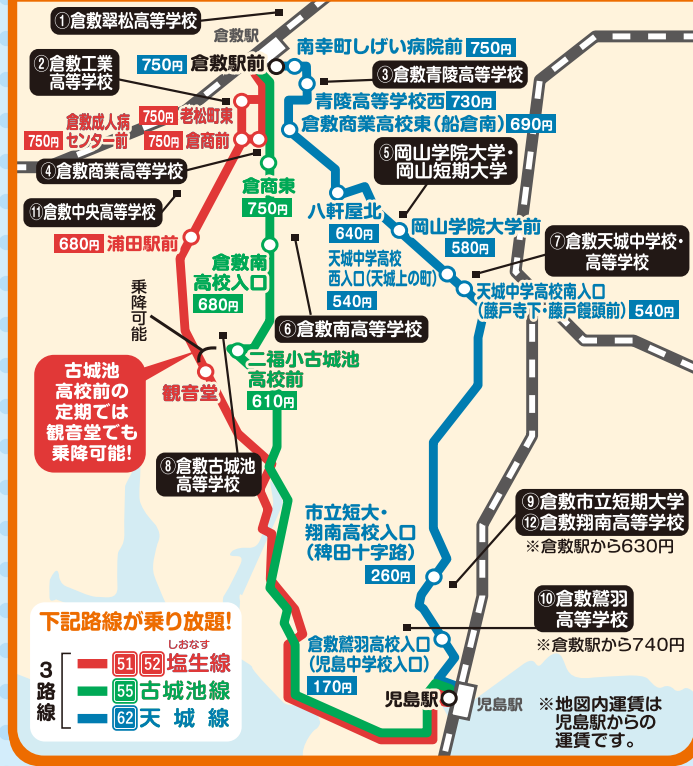 ①倉敷翠松高等学校
倉敷駅
南幸町しげい病院前 750円
②倉敷工業
高等学校
750円 倉敷駅前
③倉敷青陵高等学校
青陵高等学校西 730円
750円 老松町東
倉敷成人病
750円 センター前
750円 倉商前
倉敷商業高校東(船倉南) 690円
④倉敷商業高等学校
⑤岡山学院大学・
岡山短期大学
倉商東
750円
⑪倉敷中央高等学校
八軒屋北
640円
岡山学院大学前
580円
680円 浦田駅前
⑦倉敷天城中学校・
高等学校
倉敷南
高校入口
680円
天城中学高校
西入口(天城上の町)
540円
天城中学高校南入口
(藤戸寺下・藤戸饅頭前) 540円
乗降可能
⑥倉敷南高等学校
二福小古城池
高校前
610円
古城池
高校前の
定期では
観音堂でも
乗降可能!
観音堂
⑧倉敷古城池
高等学校
⑨倉敷市立短期大学
⑫倉敷翔南高等学校
※倉敷駅から630円
市立短大・
翔南高校入口
(稗田十字路)
260円
⑩倉敷鷲羽
高等学校
※倉敷駅から740円
下記路線が乗り放題!
3路線
しおなす
51 52 塩生線
55 古城池線
62 天城線
倉敷鷲羽高校入口
(児島中学校入口)
170円
児島駅
児島駅
※地図内運賃は
児島駅からの
運賃です。